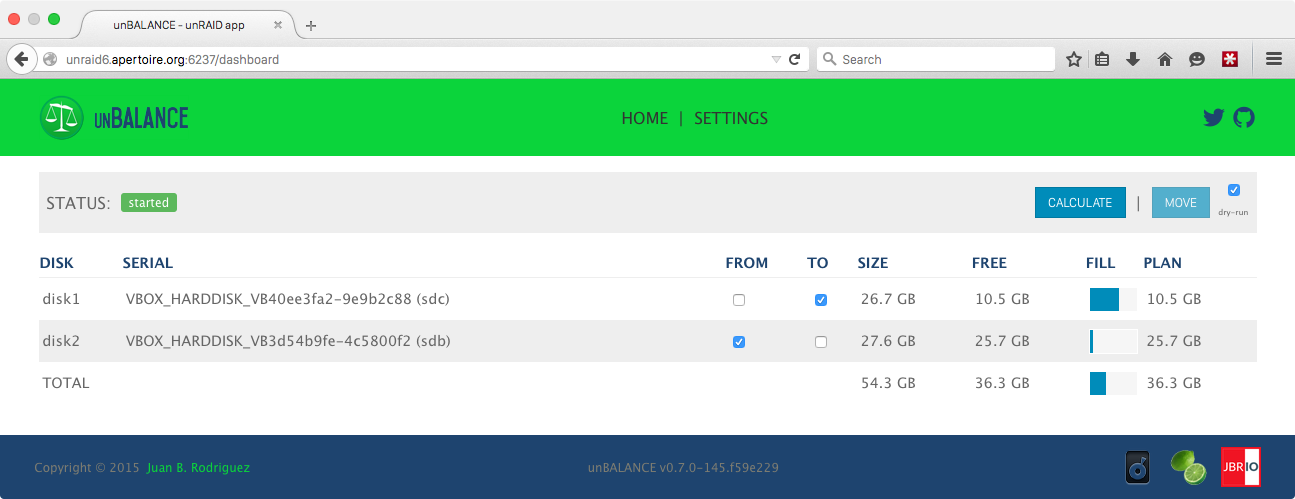 unBALANCE - unRAID app
unraid6.apertoire.org:6237/dashboard
Search
unBALANCE
HOME | SETTINGS
STATUS: started
CALCULATE | MOVE
dry-run
DISK SERIAL FROM TO SIZE FREE FILL PLAN
disk1 VBOX_HARDDISK_VB40ee3fa2-9e9b2c88 (sdc) 26.7 GB 10.5 GB 10.5 GB
disk2 VBOX_HARDDISK_VB3d54b9fe-4c5800f2 (sdb) 27.6 GB 25.7 GB 25.7 GB
TOTAL 54.3 GB 36.3 GB 36.3 GB
Copyright © 2015 Juan B. Rodriguez
unBALANCE v0.7.0-145.f59e229
JBRIO